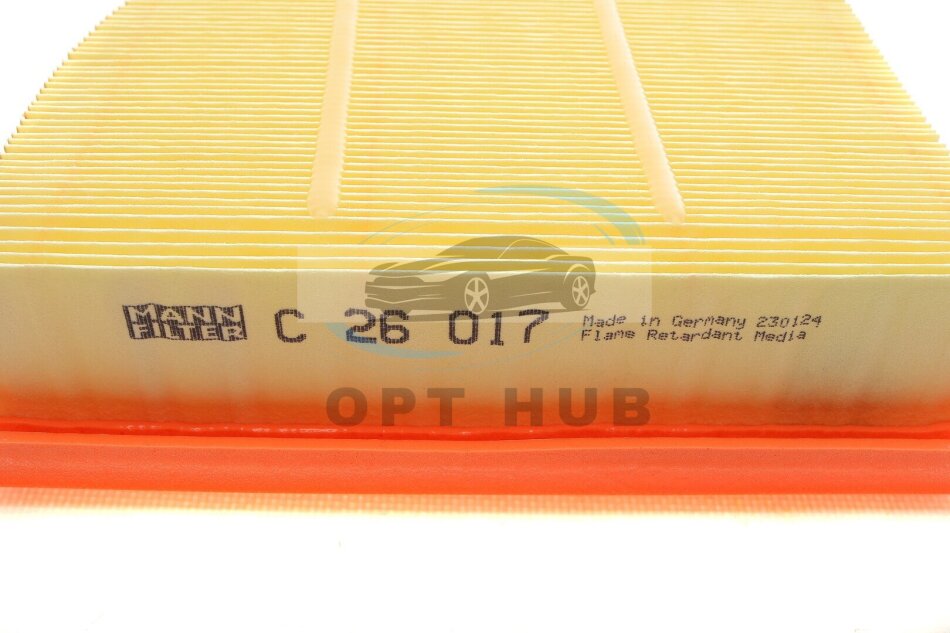 MANN
FILTER
C 26 017
Made in Germany 230124
Flame Retardant Media
OPT HUB